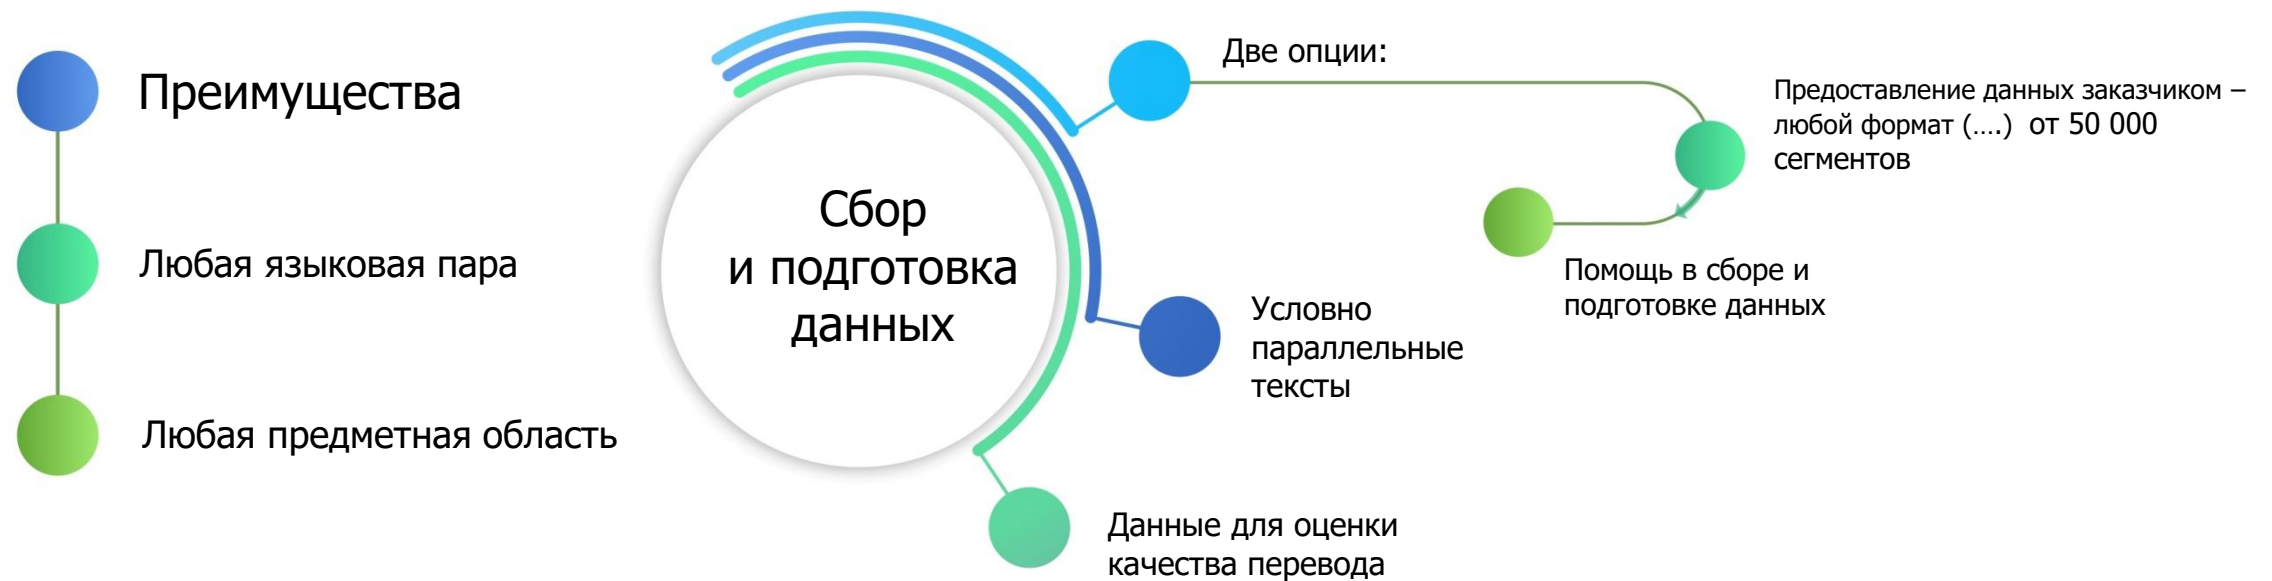 Преимущества
Любая языковая пара
Любая предметная область
Сбор
и подготовка
данных
Две опции:
Предоставление данных заказчиком –
любой формат (....) от 50 000
сегментов
Помощь в сборе и
подготовке данных
Условно
параллельные
тексты
Данные для оценки
качества перевода